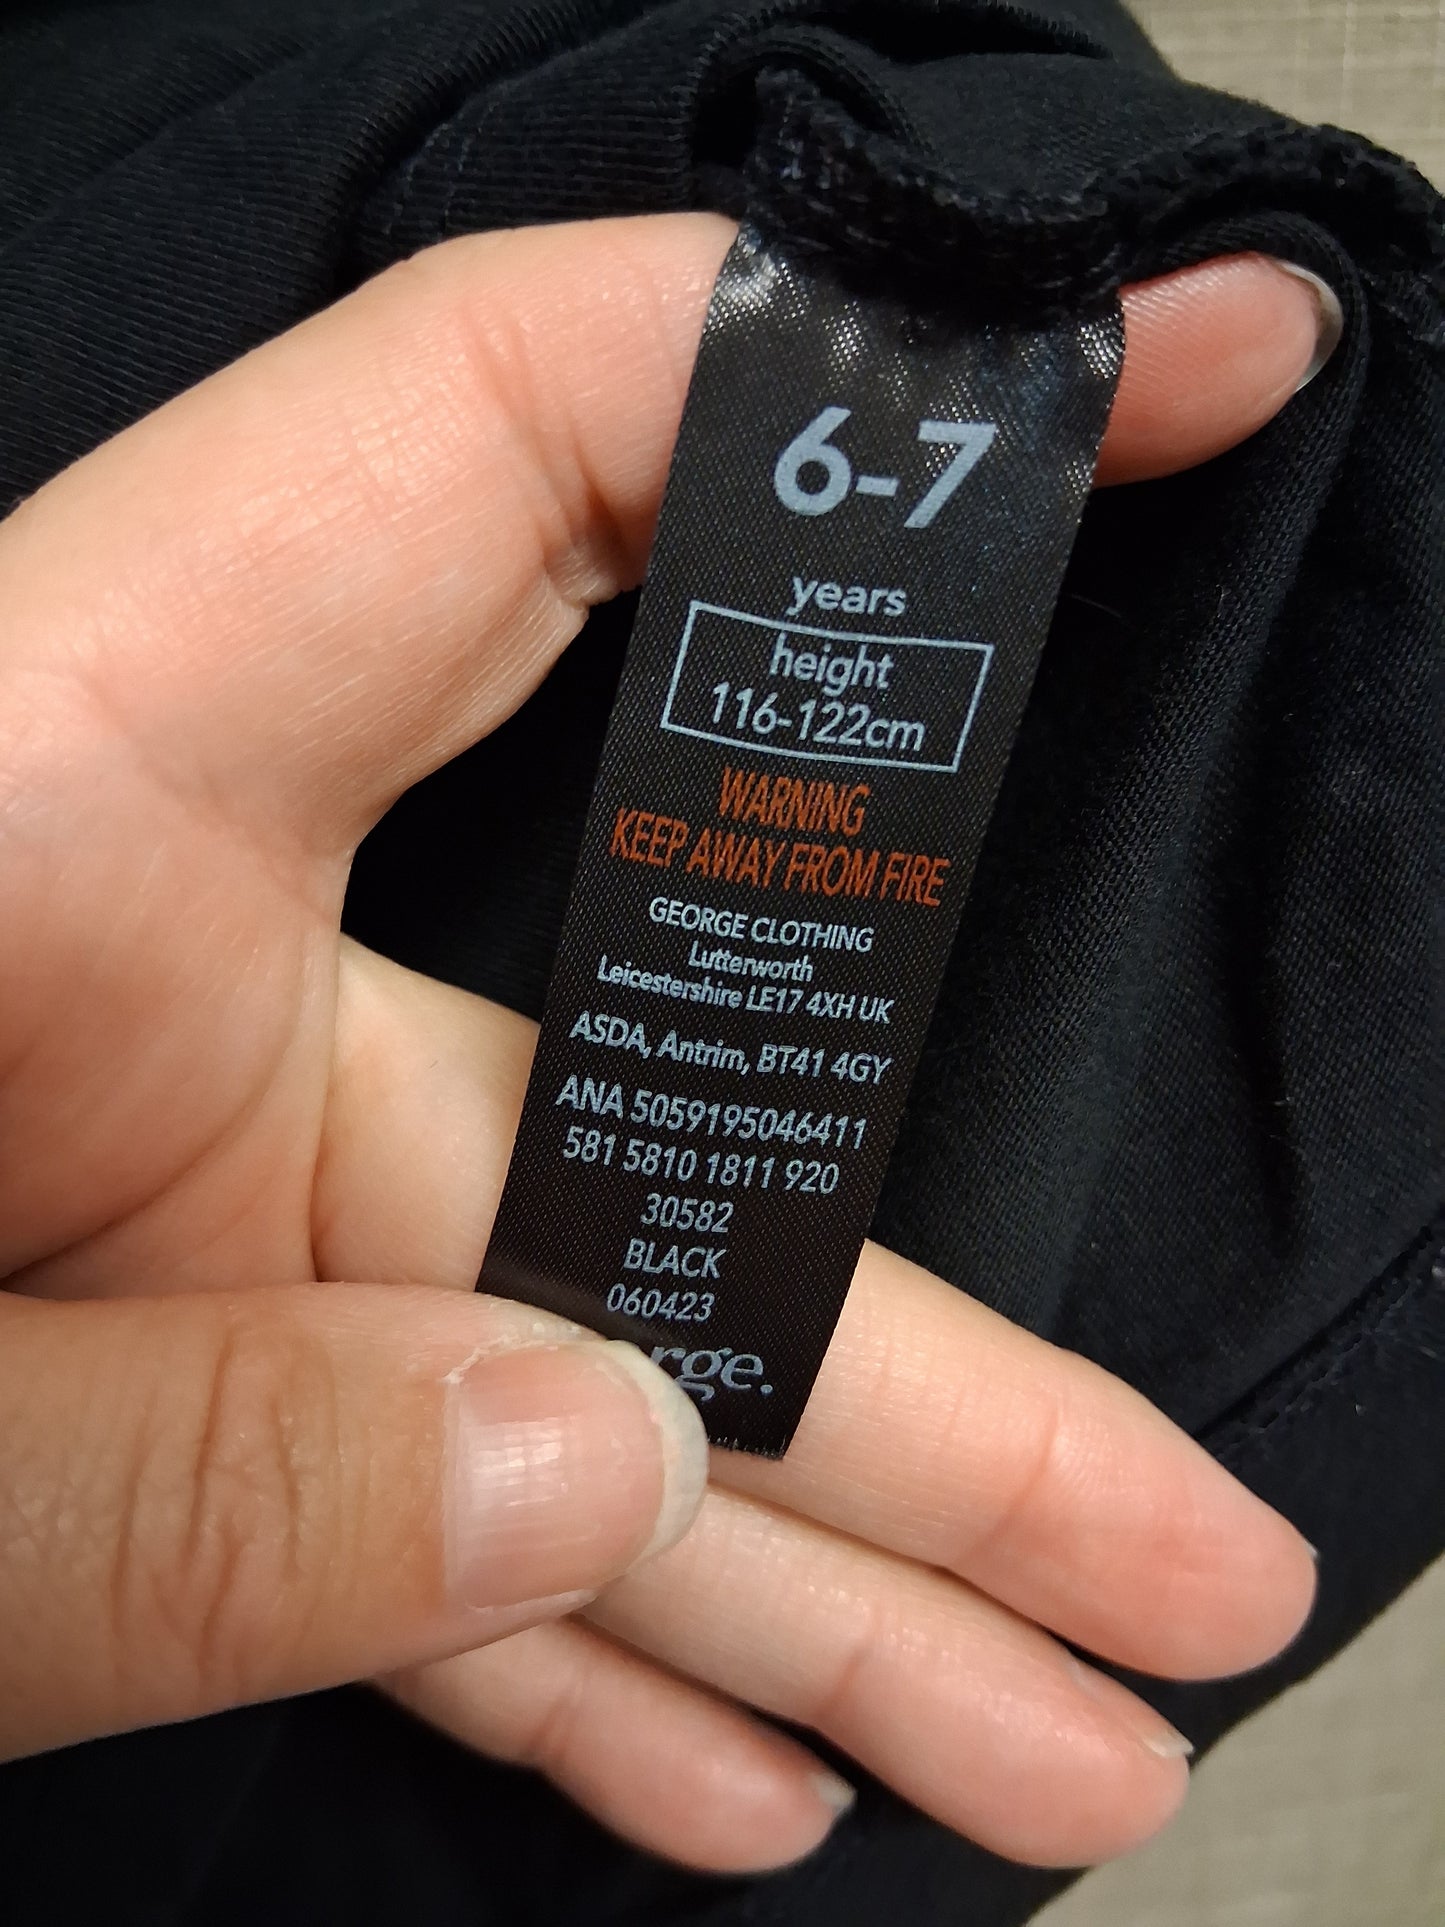 6-7
years
height
116-122cm
WARNING
KEEP AWAY FROM FIRE
GEORGE CLOTHING
Lutterworth
Leicestershire LE17 4XH UK
ASDA, Antrim, BT41 4GY
ANA 5059195046411
581 5810 1811 920
30582
BLACK
060423
rge.